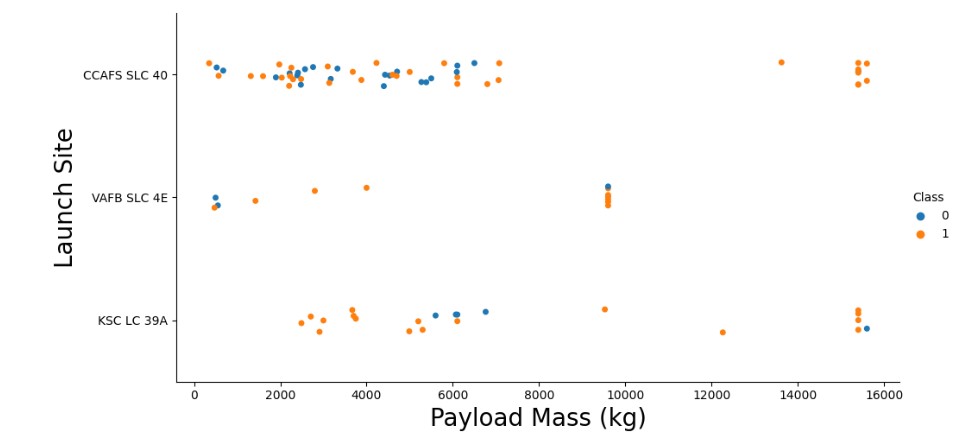 CCAFS SLC 40
VAFB SLC 4E
KSC LC 39A
Launch Site
0 2000 4000 6000 8000 10000 12000 14000 16000
Payload Mass (kg)
Class
0
1